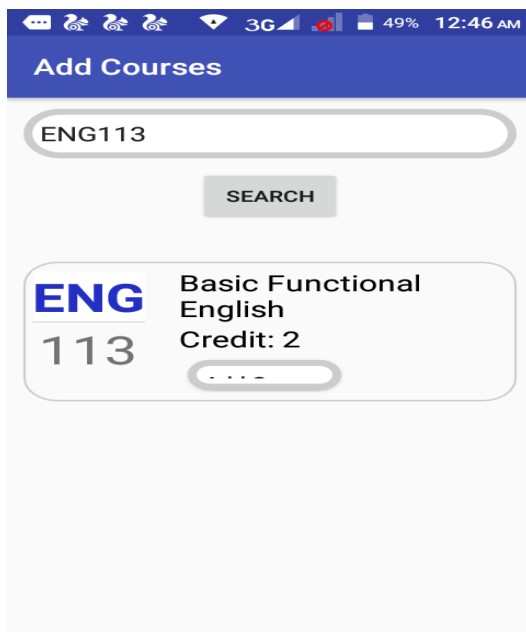 3G 49% 12:46 AM
Add Courses
ENG113
SEARCH
ENG
113
Basic Functional
English
Credit: 2